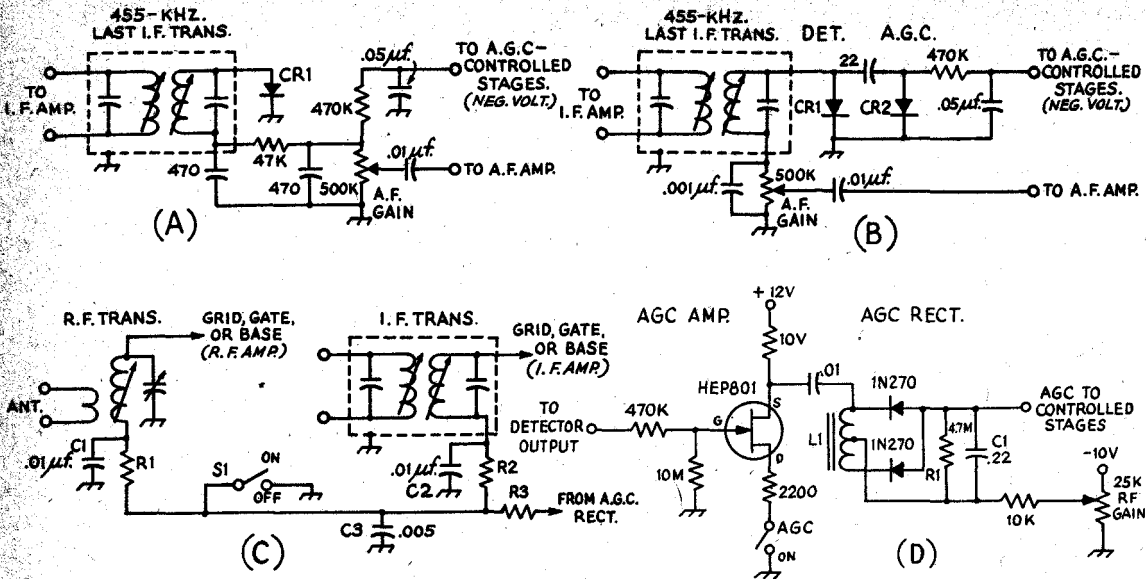 455-KHZ.
LAST I.F. TRANS.
TO
I.F. AMP.
CR1
.05µf.
TO A.G.C-
CONTROLLED
STAGES.
(NEG. VOLT.)
470K
47K
470
470
500K
.01µf.
TO A.F. AMP.
A.F.
GAIN
(A)
455-KHZ.
LAST I.F. TRANS.
DET.
A.G.C.
TO
I.F. AMP.
22
470K
CR1
CR2
.05µf.
TO A.G.C-
CONTROLLED
STAGES.
(NEG. VOLT.)
.001µf.
500K
.01µf.
TO A.F. AMP.
A.F.
GAIN
(B)
R.F. TRANS.
GRID, GATE,
OR BASE
(R.F. AMP.)
ANT.
C1
.01µf.
R1
S1
ON
OFF
I.F. TRANS.
GRID, GATE,
OR BASE
(I.F. AMP.)
.01µf.
C2
R2
R3
FROM A.G.C.
RECT.
C3
.005
(C)
AGC AMP.
+12V
10V
AGC RECT.
HEP801
S
G
D
.01
1N270
1N270
L1
TO
DETECTOR
OUTPUT
470K
10M
2200
AGC
ON
4.7M
R1
C1
.22
AGC TO
CONTROLLED
STAGES
10K
-10V
25K
RF
GAIN
(D)